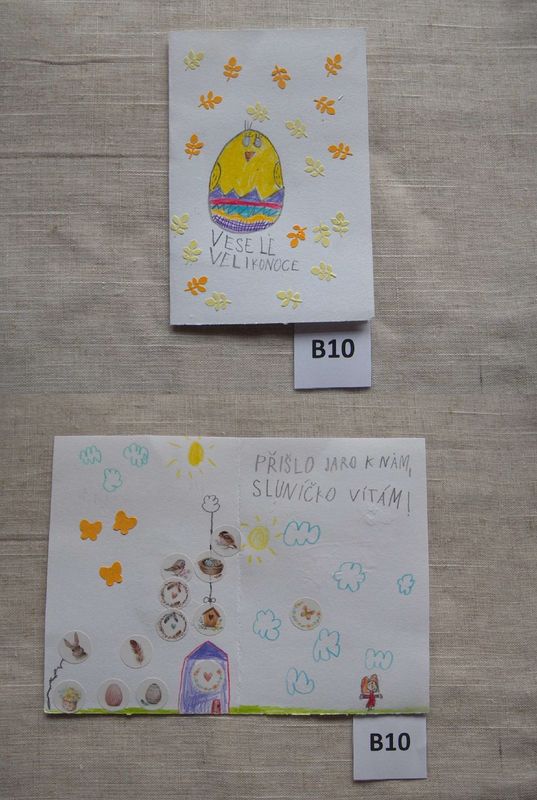 VESELÉ
VELIKONOCE
B10
PŘIŠLO JARO K NÁM,
SLUNÍČKO VÍTÁM!
B10